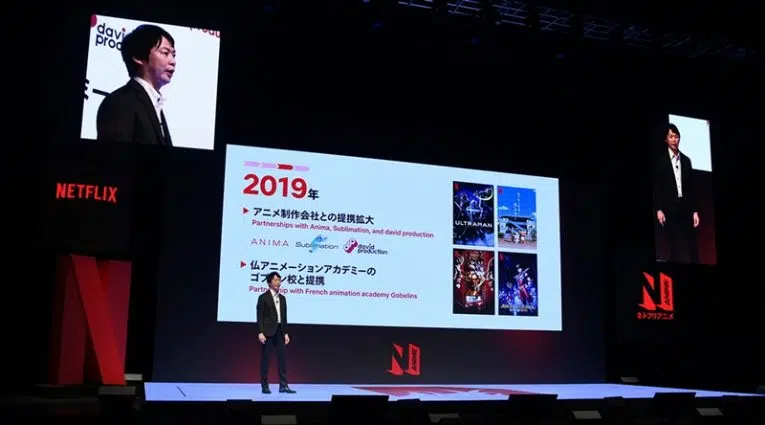 david
production
NETFLIX
2019年
アニメ制作会社との提携拡大
Partnerships with Anima, Sublimation, and david production
ANIMA
Sublimation
david
production
仏アニメーションアカデミーの
ゴブラン校と提携
Partnership with French animation academy Gobelins
ULTRAMAN
ANIME
ANIME
ネトフリアニメ